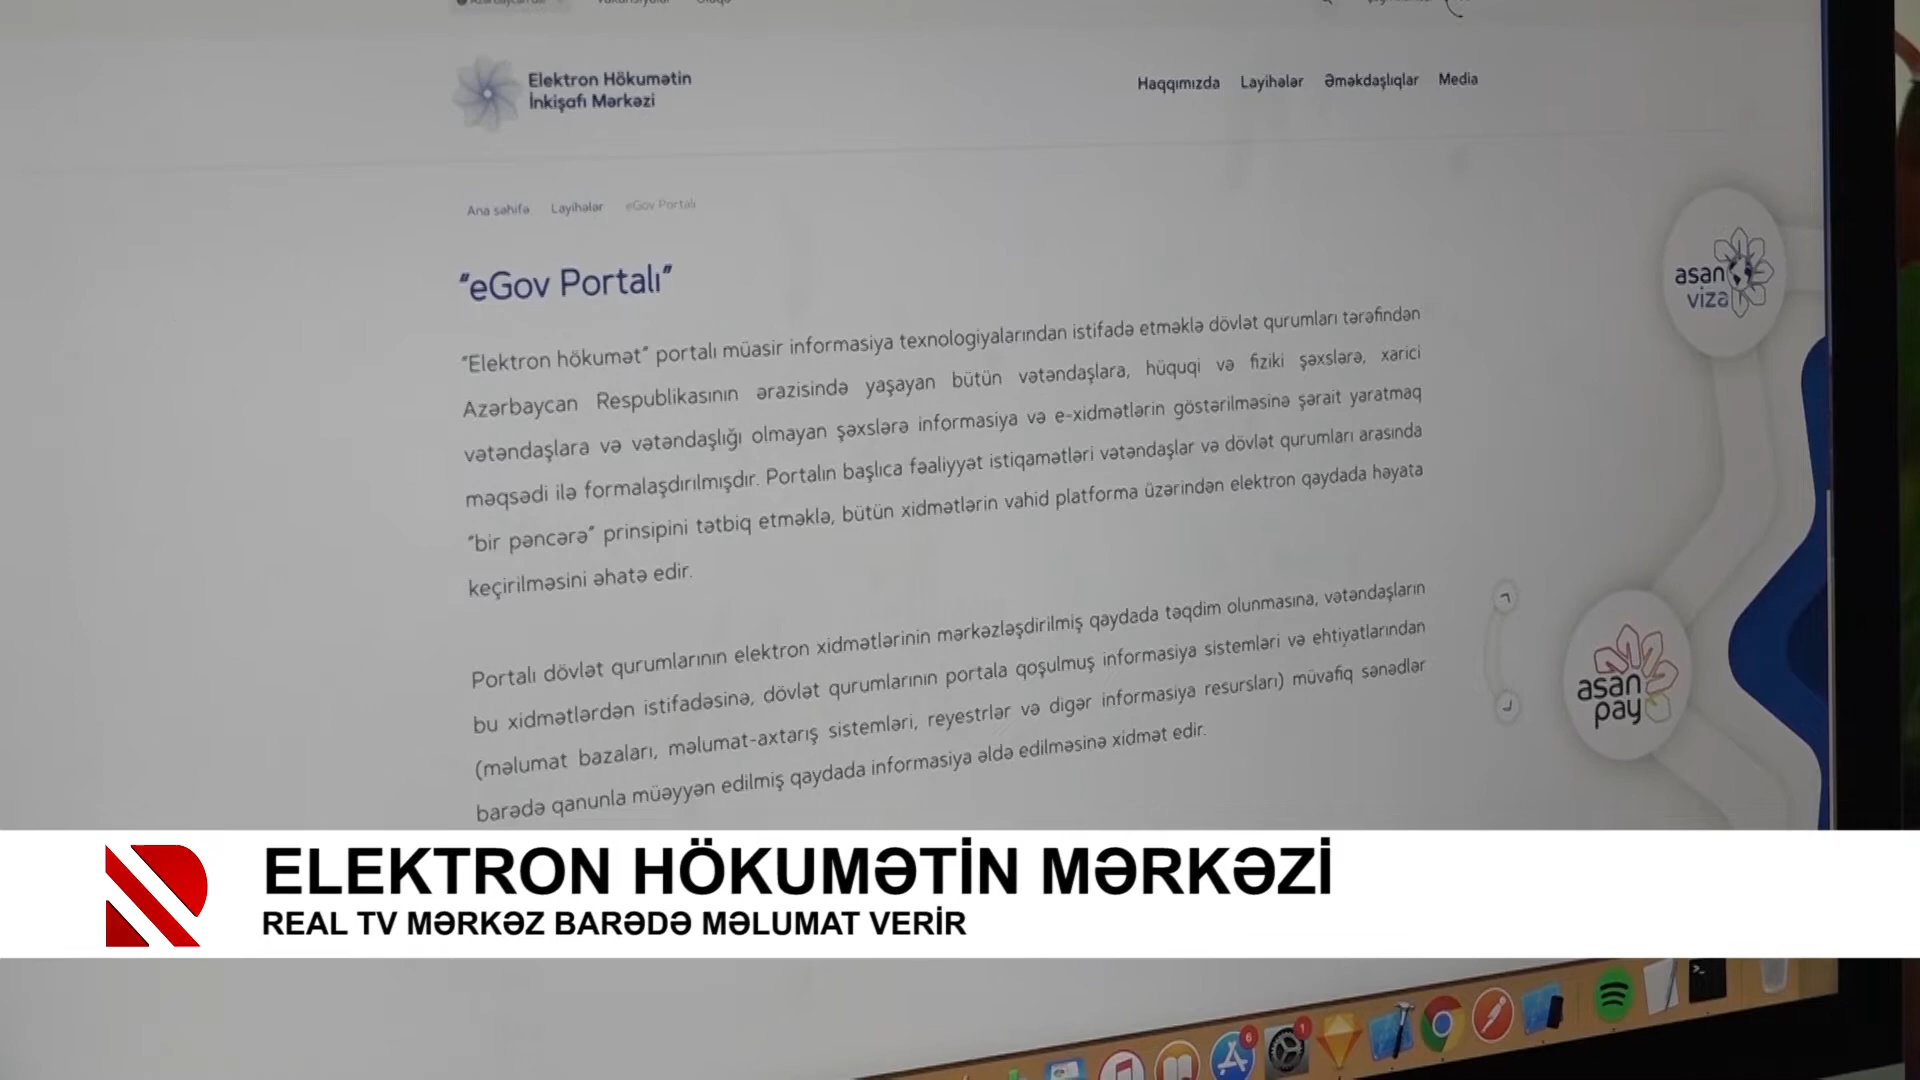 Elektron Hökumətin
İnkişafı Mərkəzi
Haqqımızda Layihələr Əməkdaşlıqlar Media
Ana səhifə Layihələr eGov Portalı
“eGov Portalı”
“Elektron hökumət” portalı müasir informasiya texnologiyalarından istifadə etməklə dövlət qurumları tərəfindən
Azərbaycan Respublikasının ərazisində yaşayan bütün vətəndaşlara, hüquqi və fiziki şəxslərə, xarici
vətəndaşlara və vətəndaşlığı olmayan şəxslərə informasiya və e-xidmətlərin göstərilməsinə şərait yaratmaq
məqsədi ilə formalaşdırılmışdır. Portalın başlıca fəaliyyət istiqamətləri vətəndaşlar və dövlət qurumları arasında
“bir pəncərə” prinsipini tətbiq etməklə, bütün xidmətlərin vahid platforma üzərindən elektron qaydada həyata
keçirilməsini əhatə edir.
Portalı dövlət qurumlarının elektron xidmətlərinin mərkəzləşdirilmiş qaydada təqdim olunmasına, vətəndaşların
bu xidmətlərdən istifadəsinə, dövlət qurumlarının portala qoşulmuş informasiya sistemləri və ehtiyatlarından
(məlumat bazaları, məlumat-axtarış sistemləri, reyestrlər və digər informasiya resursları) müvafiq sənədlər
barədə qanunla müəyyən edilmiş qaydada informasiya əldə edilməsinə xidmət edir.
asan
viza
asan
pay
ELEKTRON HÖKUMƏTİN MƏRKƏZİ
REAL TV MƏRKƏZ BARƏDƏ MƏLUMAT VERİR
6
1